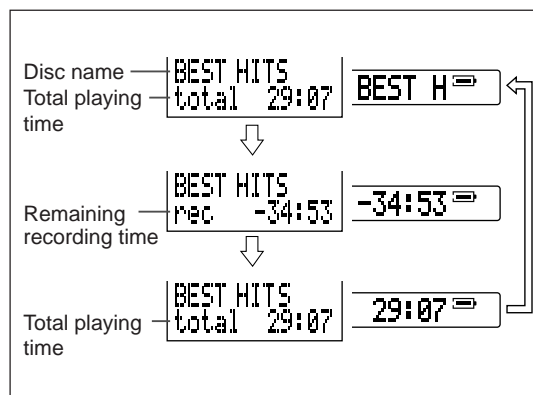 Disc name
BEST HITS
BEST H
Total playing
time
total 29:07
BEST HITS
-34:53
Remaining
recording time
rec -34:53
BEST HITS
29:07
Total playing
time
total 29:07